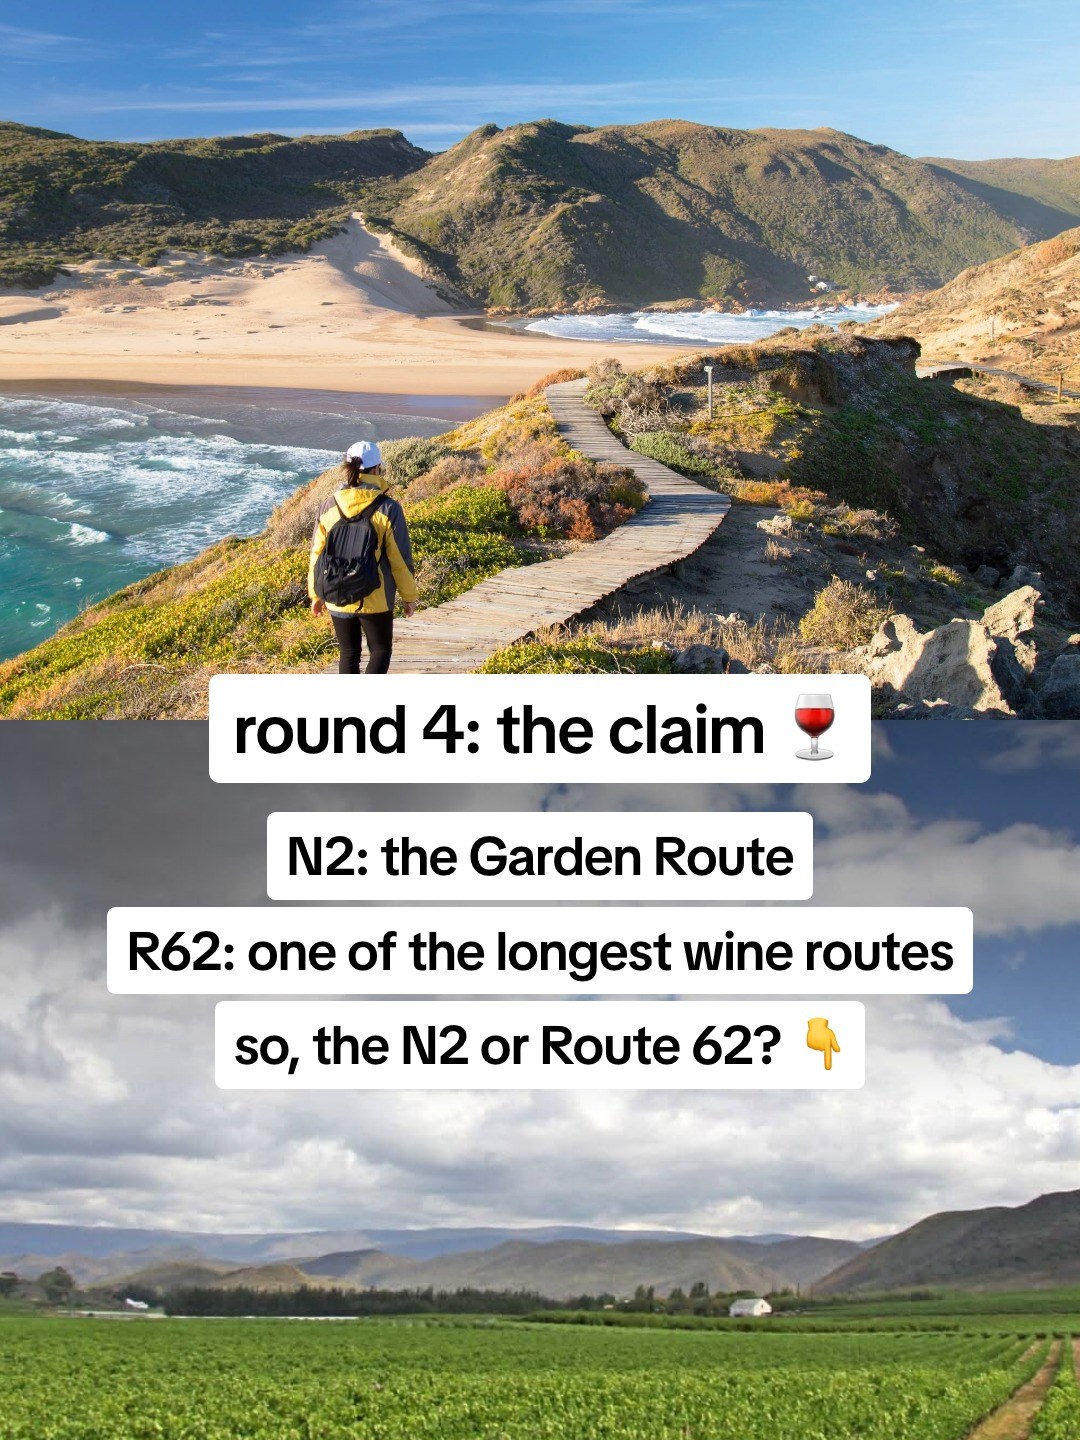 round 4: the claim 🍷
N2: the Garden Route
R62: one of the longest wine routes
so, the N2 or Route 62? 👇